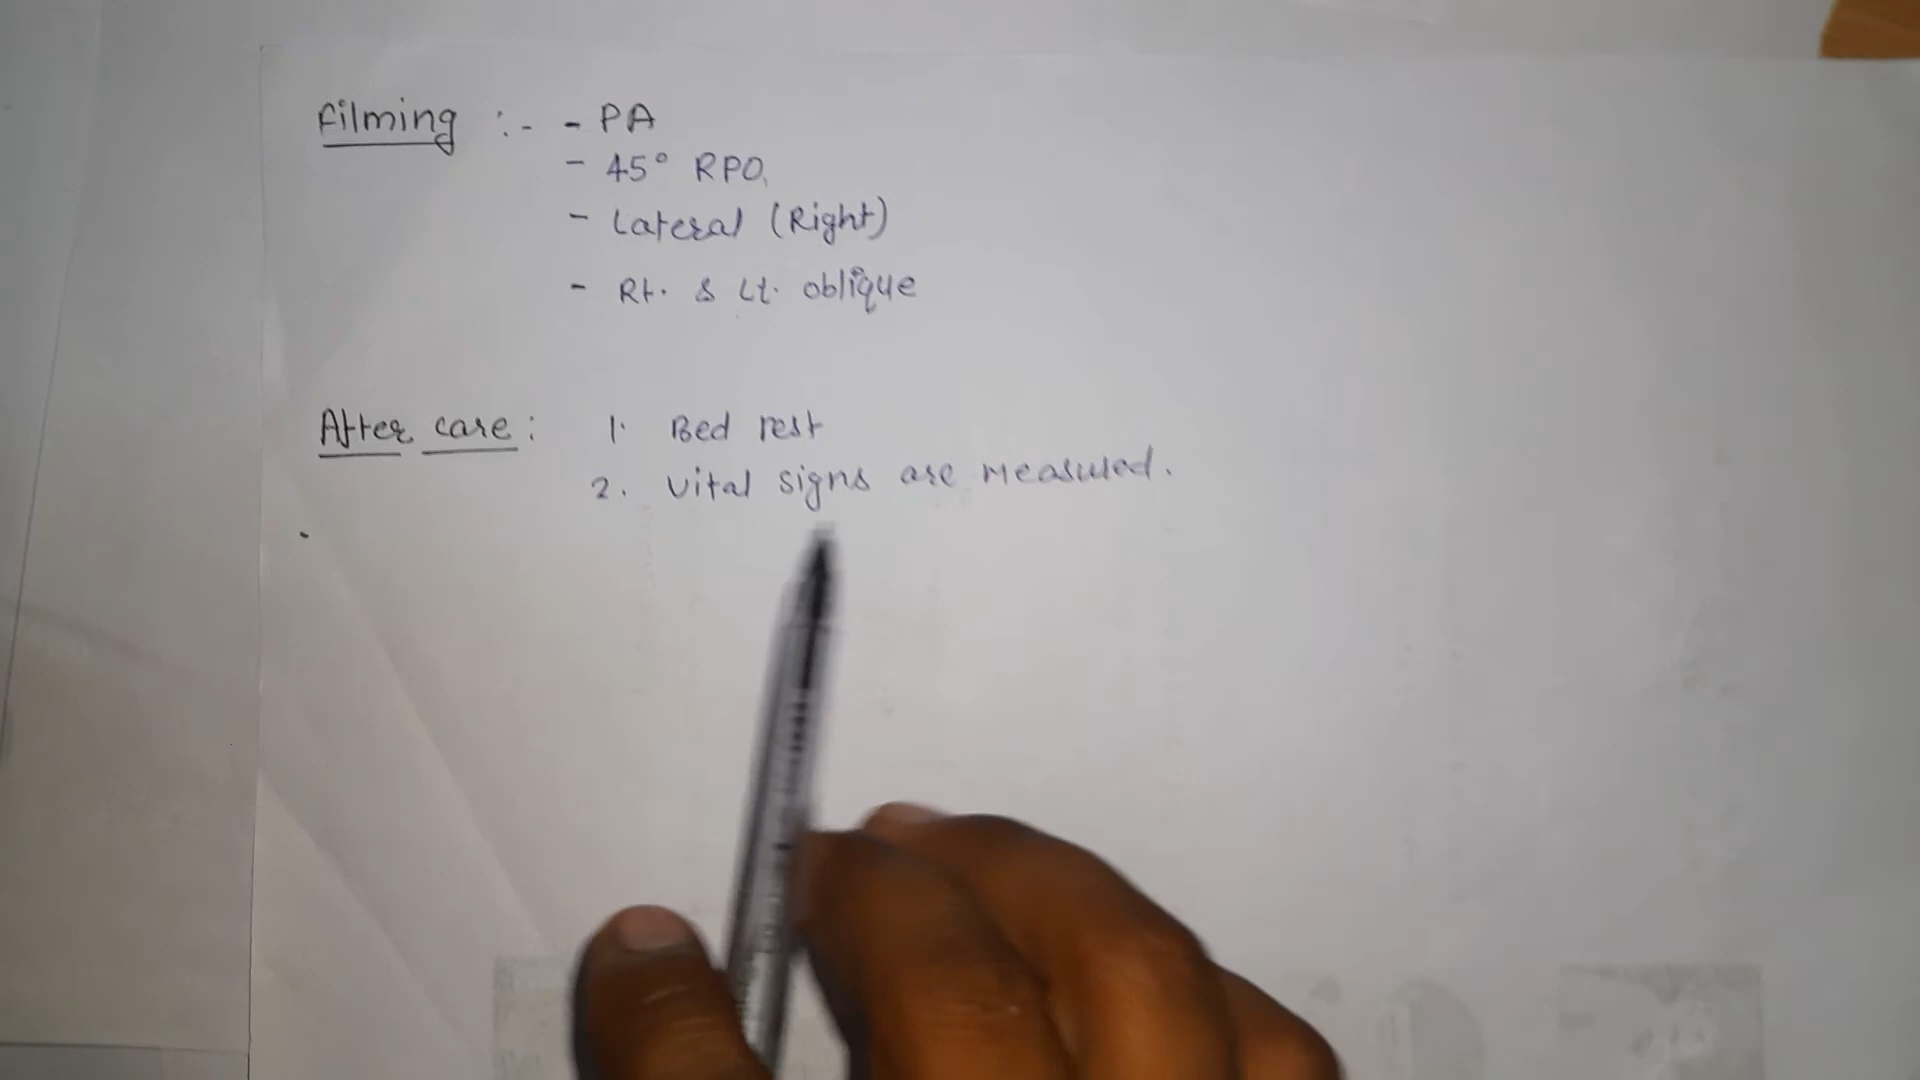 Filming :- - PA
- 45° RPO,
- Lateral (Right)
- Rt. & Lt. oblique
After care : 1. Bed rest
2. Vital signs are Measured.